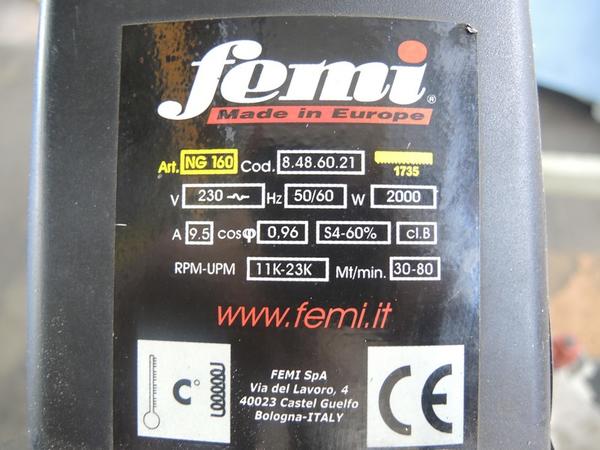 femi®
Made in Europe
Art. NG 160 Cod. 8.48.60.21 1735
V 230 Hz 50/60 W 2000
A 9.5 cosφ 0,96 S4-60% cl.B
RPM-UPM 11K-23K Mt/min. 30-80
www.femi.it
C°
FEMI SpA
Via del Lavoro, 4
40023 Castel Guelfo
Bologna-ITALY
CE